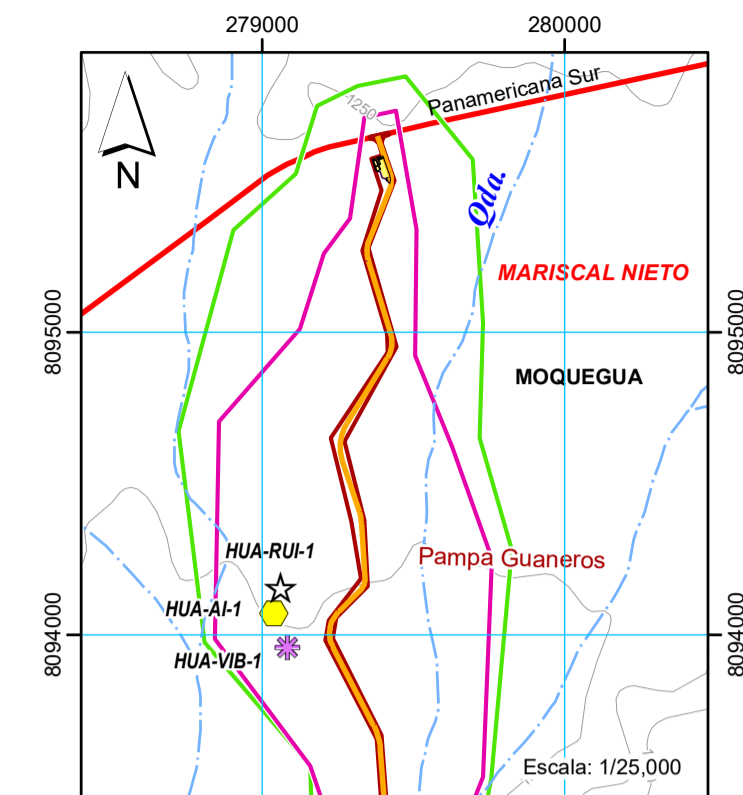 279000
280000
Panamericana Sur
1250
N
Qda.
MARISCAL NIETO
8095000
8095000
MOQUEGUA
HUA-RUI-1
Pampa Guaneros
HUA-AI-1
8094000
8094000
HUA-VIB-1
Escala: 1/25,000